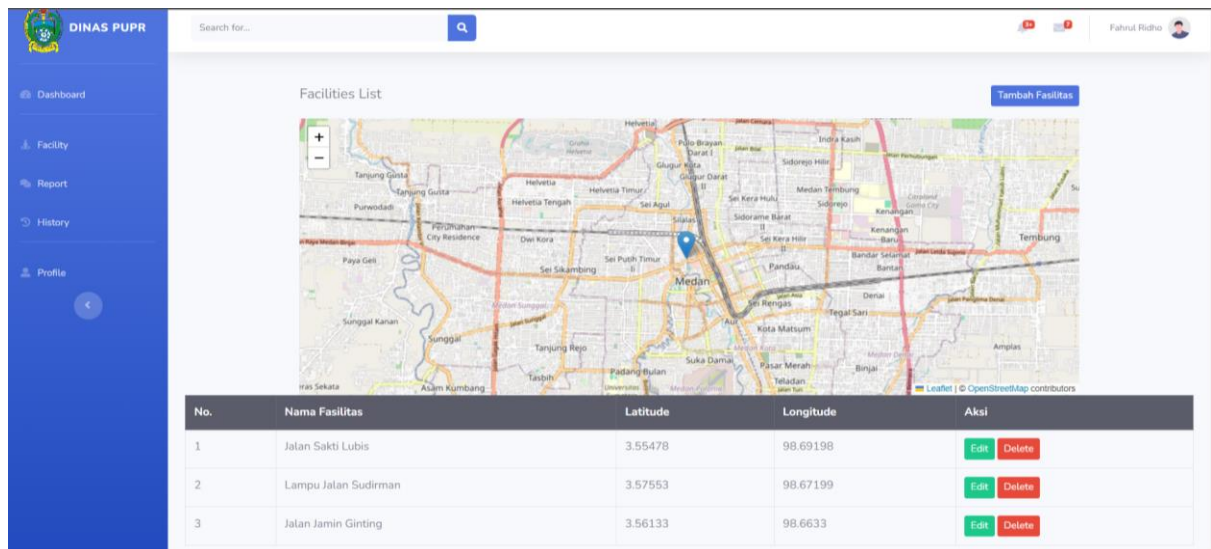 DINAS PUPR
Search for...
Fahrul Ridho
Dashboard
Facility
Report
History
Profile
Facilities List
Tambah Fasilitas
+
−
Helvetia
Pulo Brayan
Darat I
Indra Kasih
Glugur Kota
Glugur Darat
II
Sidorejo Hilir
Tanjung Gusta
Tanjung Gusta
Helvetia
Helvetia Timur
Medan Tembung
Purwodadi
Helvetia Tengah
Sei Agul
Sei Kera Hulu
Sidorejo
Cemara
Kenangan
Silalas
Sidorame Barat
II
Perumahan
City Residence
Dwi Kora
Sei Kera Hilir
II
Kenangan
Baru
Tembung
Paya Geli
Sei Putih Timur
II
Bandar Selamat
Bantan
Sei Sikambing
Pandau
Medan
Sei Rengas
Denai
Tegal Sari
Sunggal Kanan
Sunggal
Aur
Kota Matsum
Tanjung Rejo
Amplas
Suka Damai
Pasar Merah
Binjai
Tasbih
Padang Bulan
Teladan
Asam Kumbang
Leaflet | © OpenStreetMap contributors
No. Nama Fasilitas Latitude Longitude Aksi
1 Jalan Sakti Lubis 3.55478 98.69198 Edit Delete
2 Lampu Jalan Sudirman 3.57553 98.67199 Edit Delete
3 Jalan Jamin Ginting 3.56133 98.6633 Edit Delete